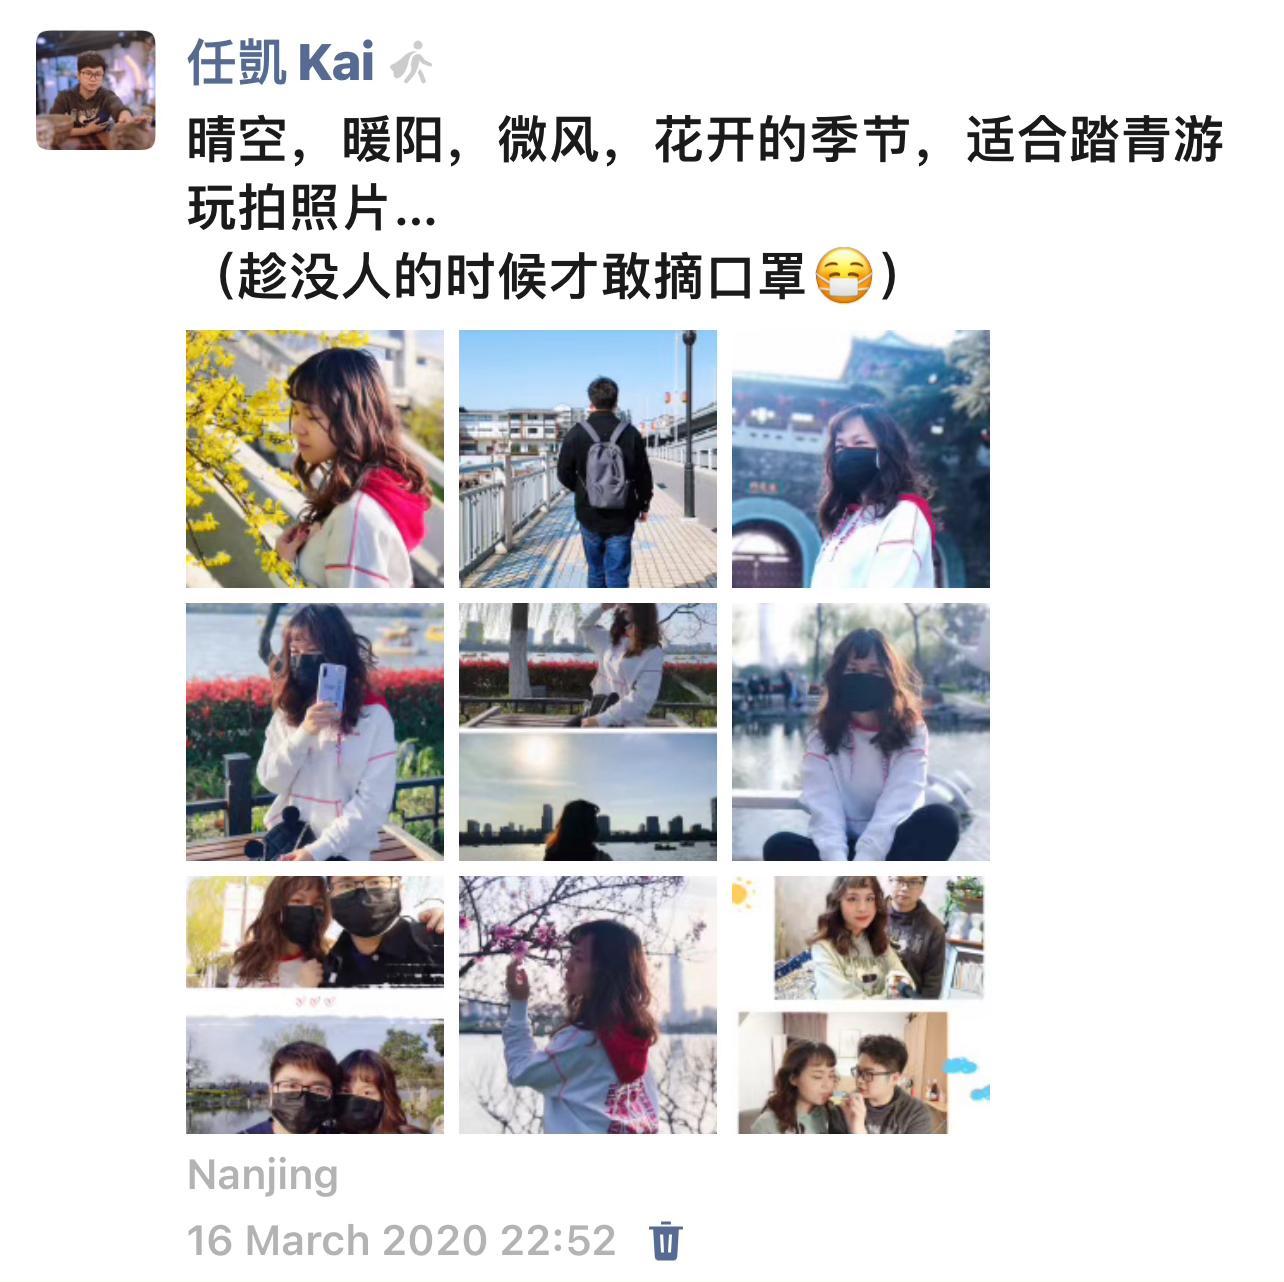 任凱 Kai
晴空，暖阳，微风，花开的季节，适合踏青游
玩拍照片...
（趁没人的时候才敢摘口罩😷）
Nanjing
16 March 2020 22:52